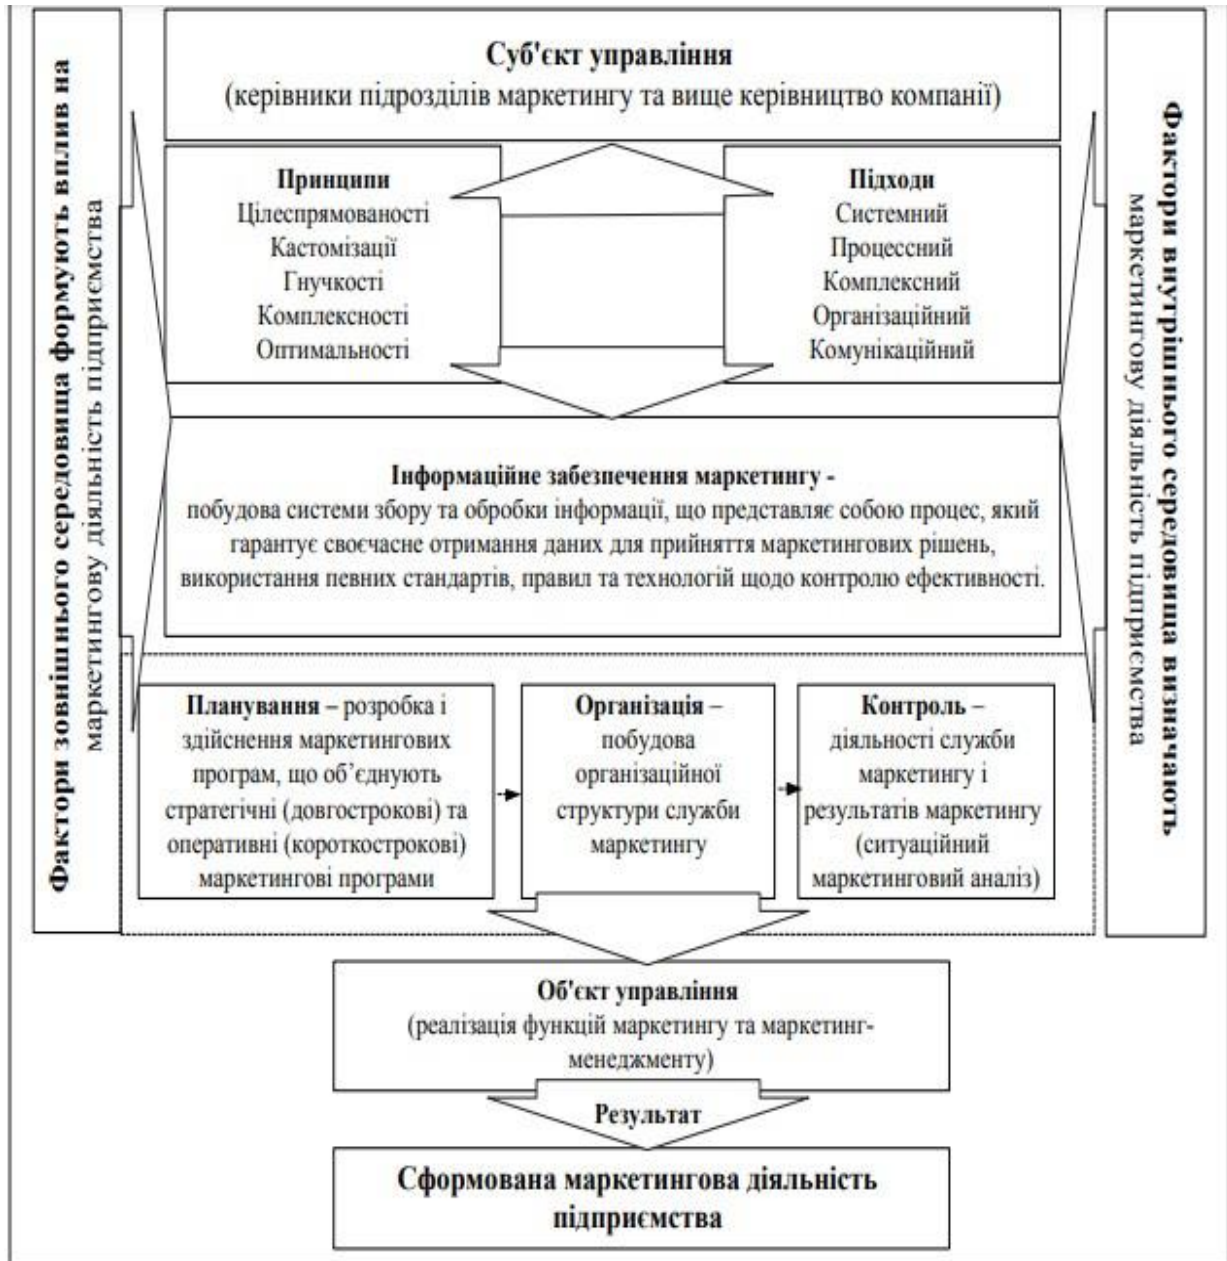 Фактори зовнішнього середовища формують вплив на
маркетингову діяльність підприємства
Суб'єкт управління
(керівники підрозділів маркетингу та вище керівництво компанії)
Принципи
Цілеспрямованості
Кастомізації
Гнучкості
Комплексності
Оптимальності
Підходи
Системний
Процессний
Комплексний
Організаційний
Комунікаційний
Інформаційне забезпечення маркетингу -
побудова системи збору та обробки інформації, що представляє собою процес, який
гарантує своєчасне отримання даних для прийняття маркетингових рішень,
використання певних стандартів, правил та технологій щодо контролю ефективності.
Планування – розробка і
здійснення маркетингових
програм, що об’єднують
стратегічні (довгострокові) та
оперативні (короткострокові)
маркетингові програми
Організація –
побудова
організаційної
структури служби
маркетингу
Контроль –
діяльності служби
маркетингу і
результатів маркетингу
(ситуаційний
маркетинговий аналіз)
Об'єкт управління
(реалізація функцій маркетингу та маркетинг-
менеджменту)
Результат
Сформована маркетингова діяльність
підприємства
Фактори внутрішнього середовища визначають
маркетингову діяльність підприємства